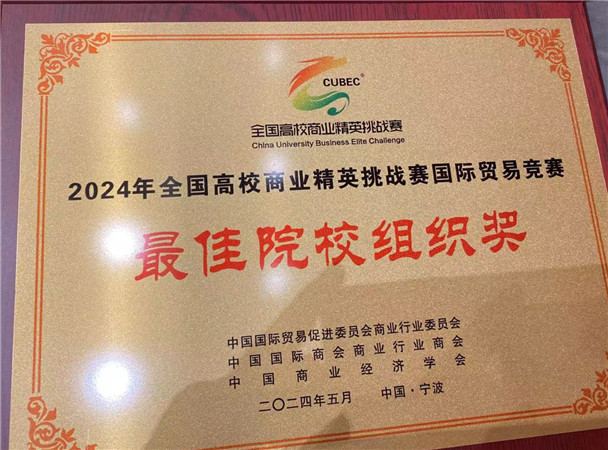 CUBEC®
全国高校商业精英挑战赛
China University Business Elite Challenge
2024年全国高校商业精英挑战赛国际贸易竞赛
最佳院校组织奖
中国国际贸易促进委员会商业行业委员会
中国国际商会商业行业商会
中国商业经济学会
二〇二四年五月 中国·宁波